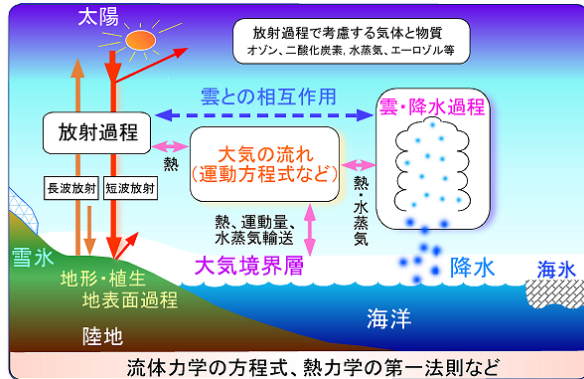 太陽
放射過程で考慮する気体と物質
オゾン、二酸化炭素, 水蒸気、エーロゾル等
雲との相互作用
雲・降水過程
放射過程
大気の流れ
(運動方程式など)
熱
熱・水蒸気
長波放射
短波放射
熱、運動量、
水蒸気輸送
雪氷
地形・植生
地表面過程
大気境界層
降水
海氷
海洋
陸地
流体力学の方程式、熱力学の第一法則など